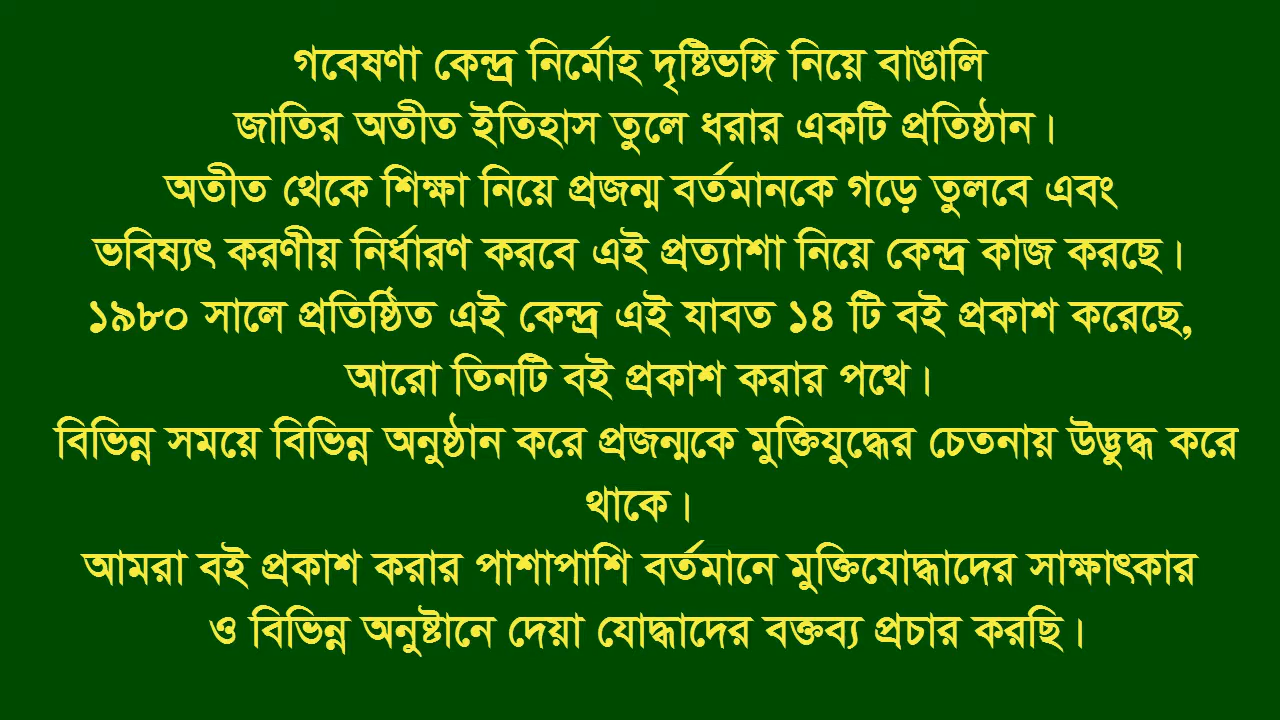 গবেষণা কেন্দ্র নির্মোহ দৃষ্টিভঙ্গি নিয়ে বাঙালি
জাতির অতীত ইতিহাস তুলে ধরার একটি প্রতিষ্ঠান।
অতীত থেকে শিক্ষা নিয়ে প্রজন্ম বর্তমানকে গড়ে তুলবে এবং
ভবিষ্যৎ করণীয় নির্ধারণ করবে এই প্রত্যাশা নিয়ে কেন্দ্র কাজ করছে।
১৯৮০ সালে প্রতিষ্ঠিত এই কেন্দ্র এই যাবত ১৪ টি বই প্রকাশ করেছে,
আরো তিনটি বই প্রকাশ করার পথে।
বিভিন্ন সময়ে বিভিন্ন অনুষ্ঠান করে প্রজন্মকে মুক্তিযুদ্ধের চেতনায় উদ্ভুদ্ধ করে
থাকে।
আমরা বই প্রকাশ করার পাশাপাশি বর্তমানে মুক্তিযোদ্ধাদের সাক্ষাৎকার
ও বিভিন্ন অনুষ্টানে দেয়া যোদ্ধাদের বক্তব্য প্রচার করছি।